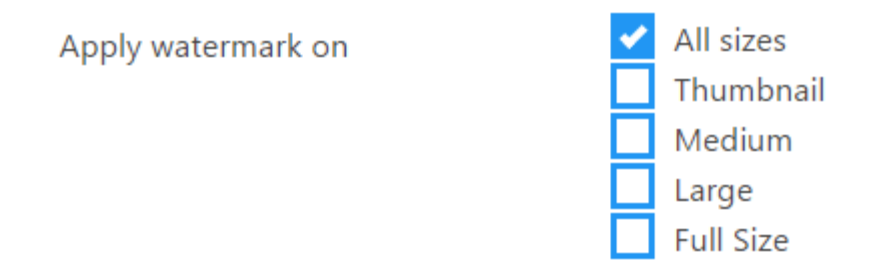 Apply watermark on
All sizes
Thumbnail
Medium
Large
Full Size